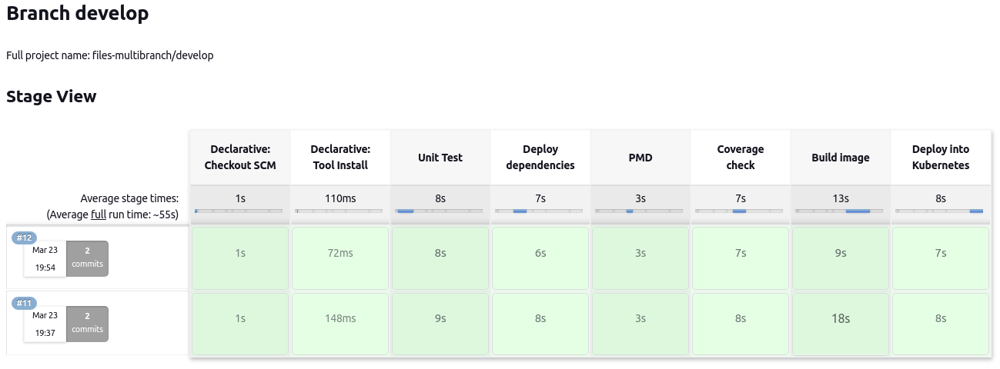 Branch develop
Full project name: files-multibranch/develop
Stage View
Declarative: Checkout SCM
Declarative: Tool Install
Unit Test
Deploy dependencies
PMD
Coverage check
Build image
Deploy into Kubernetes
Average stage times:
(Average full run time: ~55s)
1s 110ms 8s 7s 3s 7s 13s 8s
#12
Mar 23
19:54
2
commits
1s 72ms 8s 6s 3s 7s 9s 7s
#11
Mar 23
19:37
2
commits
1s 148ms 9s 8s 3s 8s 18s 8s